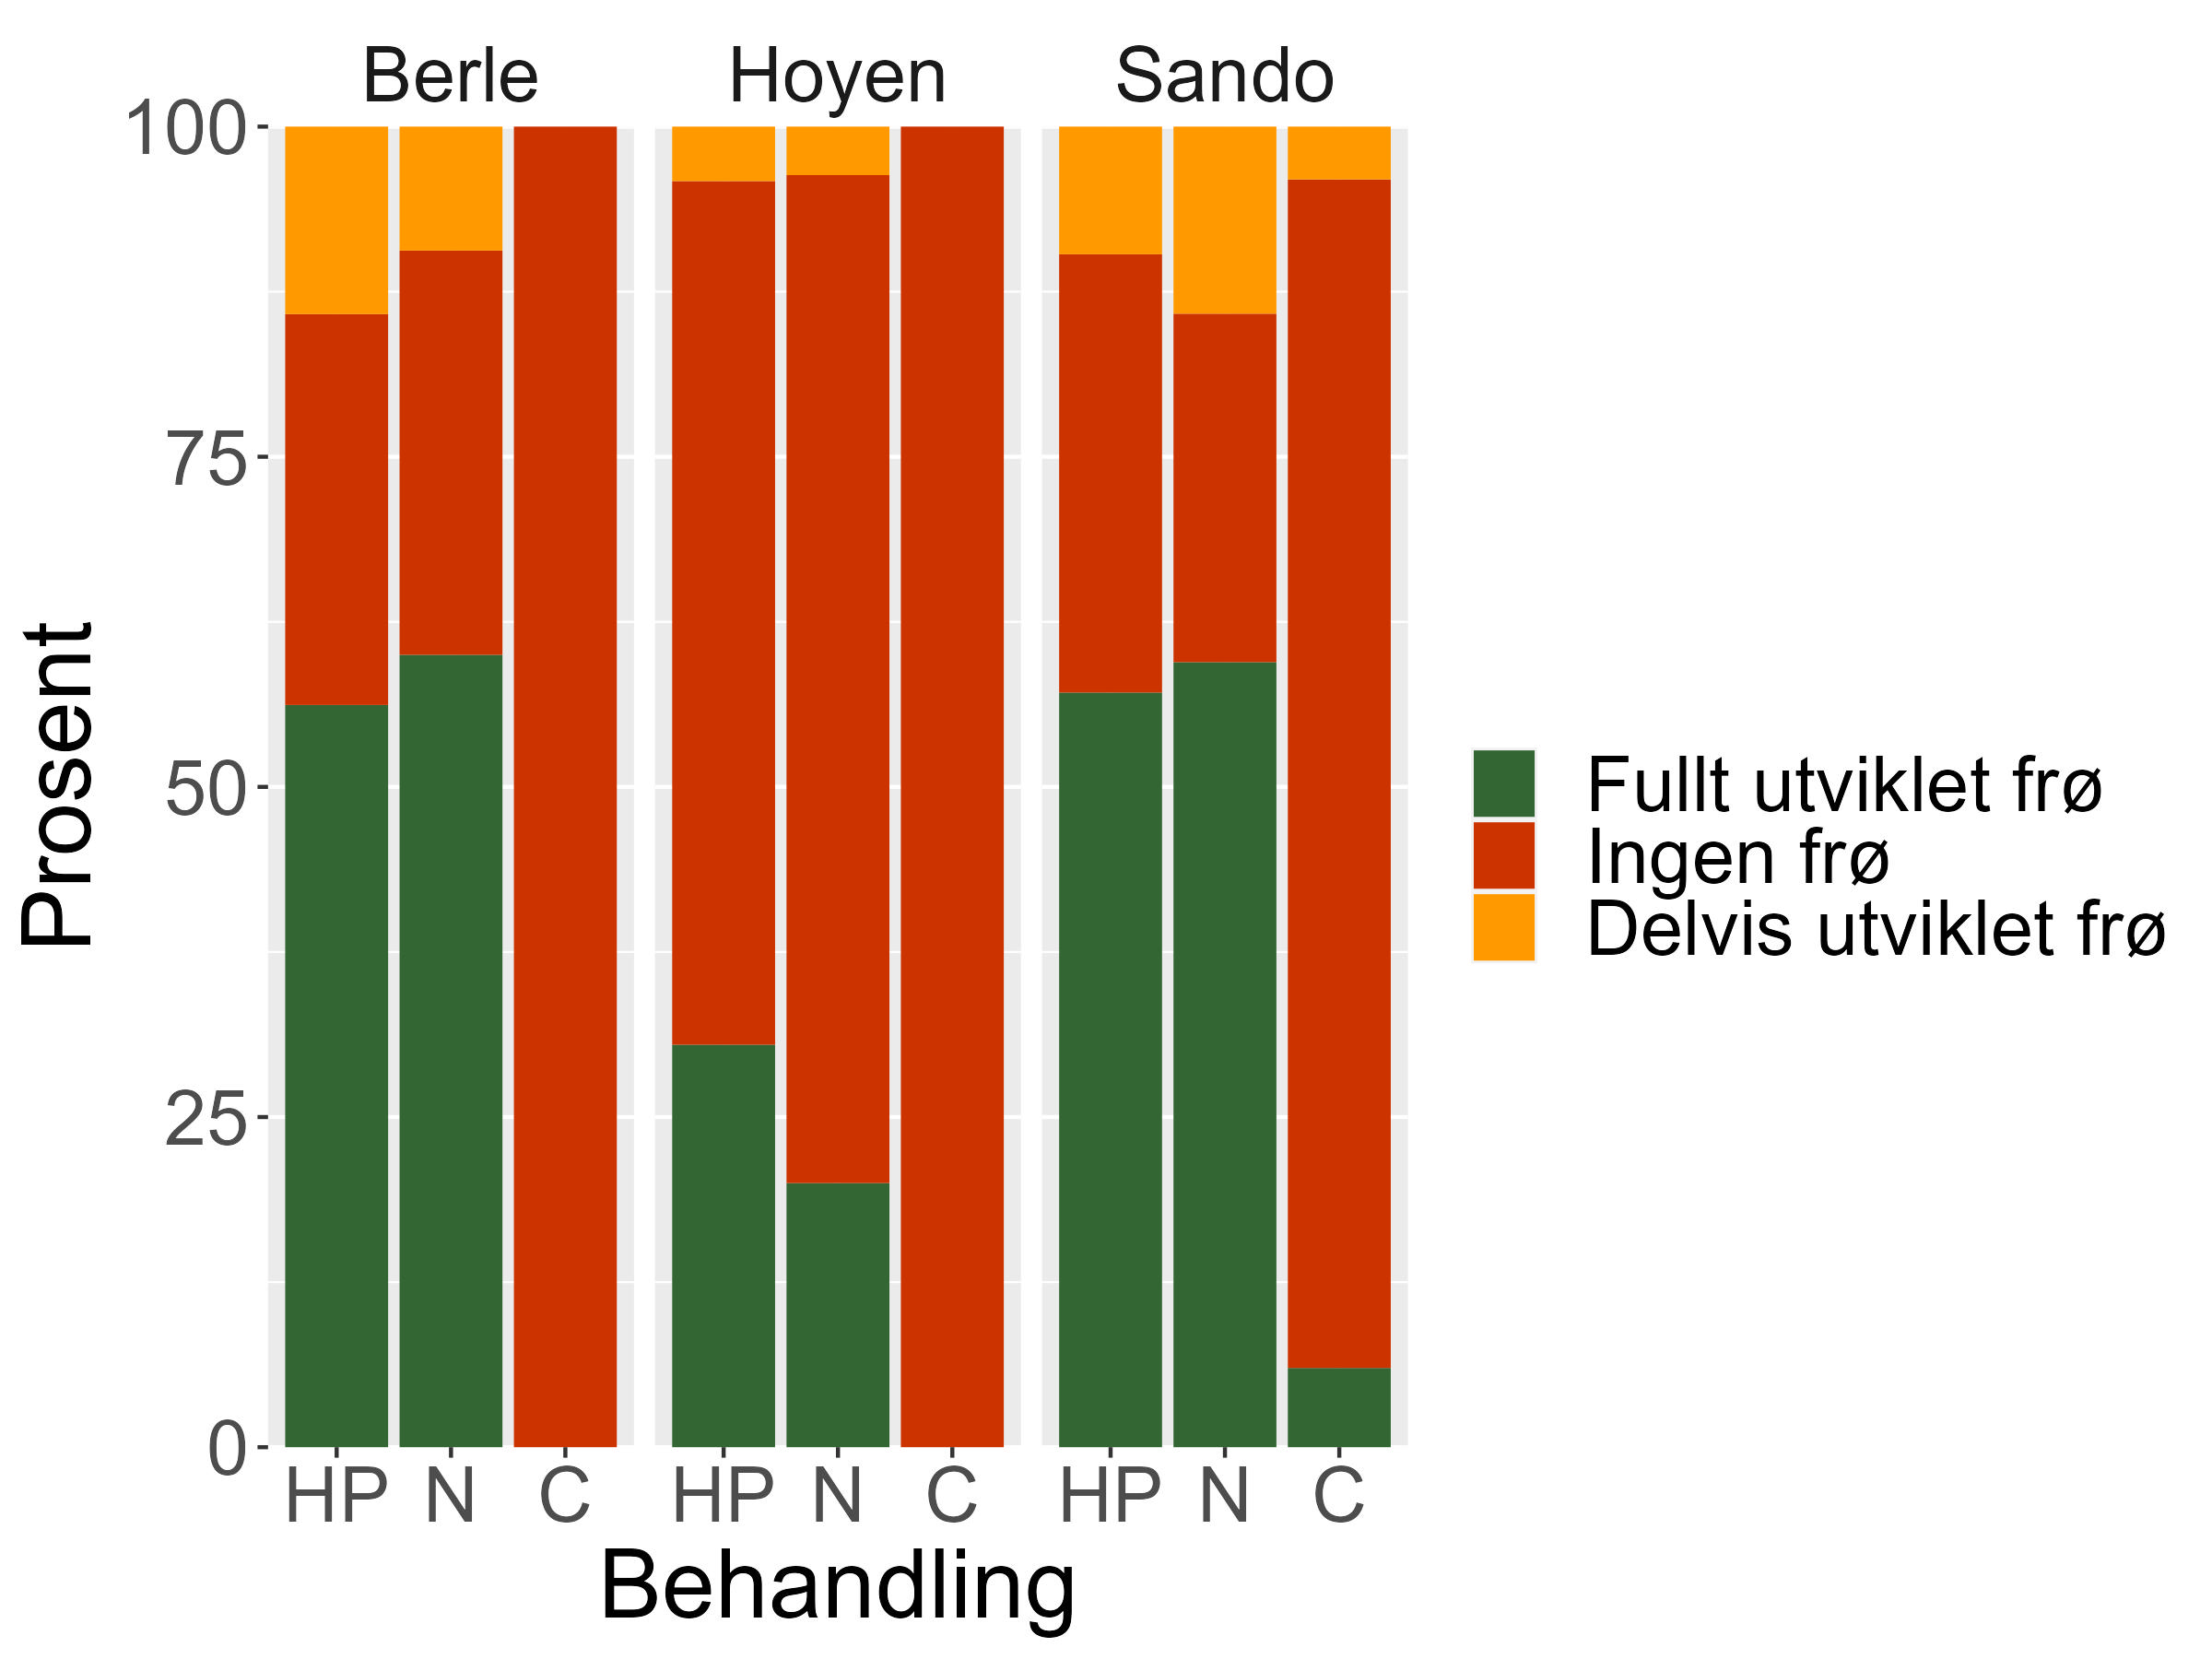 Berle Hoyen Sando
100
75
50
25
0
Prosent
HP N C HP N C HP N C
Behandling
Fullt utviklet frø
Ingen frø
Delvis utviklet frø